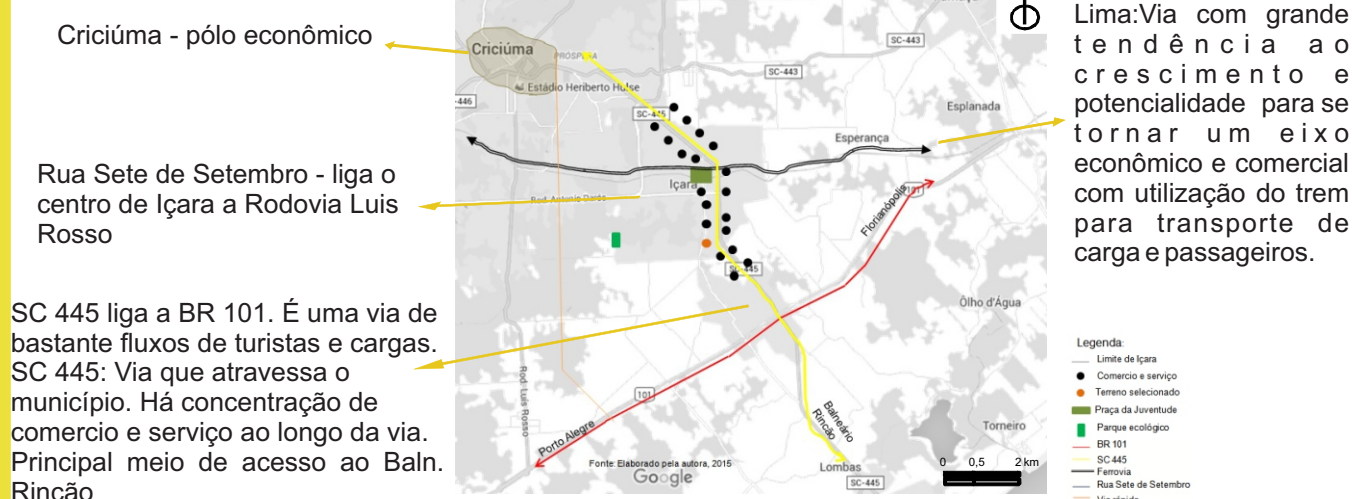 Criciúma - pólo econômico
Rua Sete de Setembro - liga o
centro de Içara a Rodovia Luis
Rosso
SC 445 liga a BR 101. É uma via de
bastante fluxos de turistas e cargas.
SC 445: Via que atravessa o
município. Há concentração de
comercio e serviço ao longo da via.
Principal meio de acesso ao Baln.
Rincão
Criciúma
PROSPERA
SC-443
SC-443
Estádio Heriberto Hulse
-446
SC-445
Esplanada
Esperança
Içara
101
Florianópolis
SC-445
Ôlho d'Água
Rod. Luis Rosso
101
Porto Alegre
Balneário
Rincão
Torneiro
Lombas
SC-445
Fonte: Elaborado pela autora, 2015
Google
0 0,5 2 km
Lima:Via com grande
tendência ao
crescimento e
potencialidade para se
tornar um eixo
econômico e comercial
com utilização do trem
para transporte de
carga e passageiros.
Legenda:
Limite de Içara
Comercio e serviço
Terreno selecionado
Praça da Juventude
Parque ecológico
BR 101
SC 445
Ferrovia
Rua Sete de Setembro